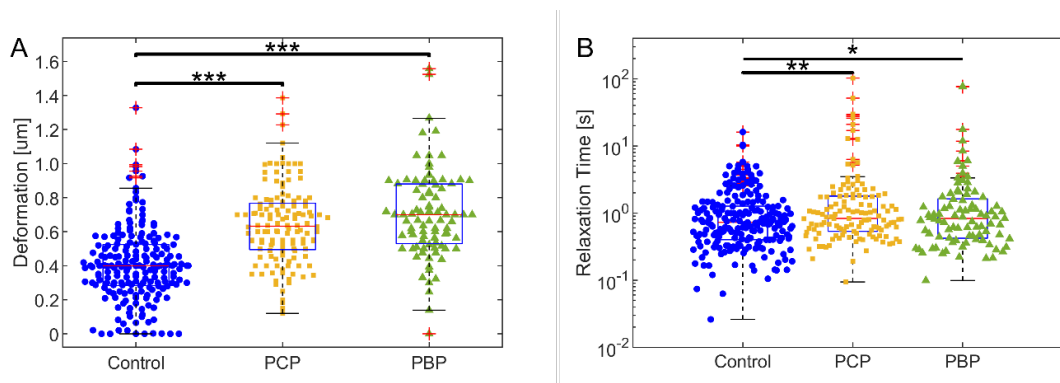 A
Deformation [um]
1.6
1.4
1.2
1.0
0.8
0.6
0.4
0.2
0
***
***
Control
PCP
PBP
B
Relaxation Time [s]
10^2
10^1
10^0
10^-1
10^-2
*
**
Control
PCP
PBP